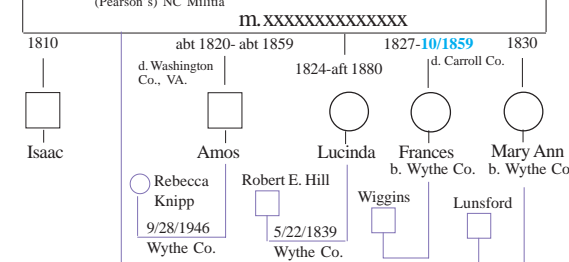 (Pearson's) NC Militia
m.xxxxxxxxxxxxxx
1810
abt 1820- abt 1859
1827-10/1859
1830
d. Washington
Co., VA.
1824-aft 1880
d. Carroll Co.
Isaac
Amos
Lucinda
Frances
b. Wythe Co.
Mary Ann
b. Wythe Co
Rebecca
Knipp
9/28/1946
Wythe Co.
Robert E. Hill
5/22/1839
Wythe Co.
Wiggins
Lunsford